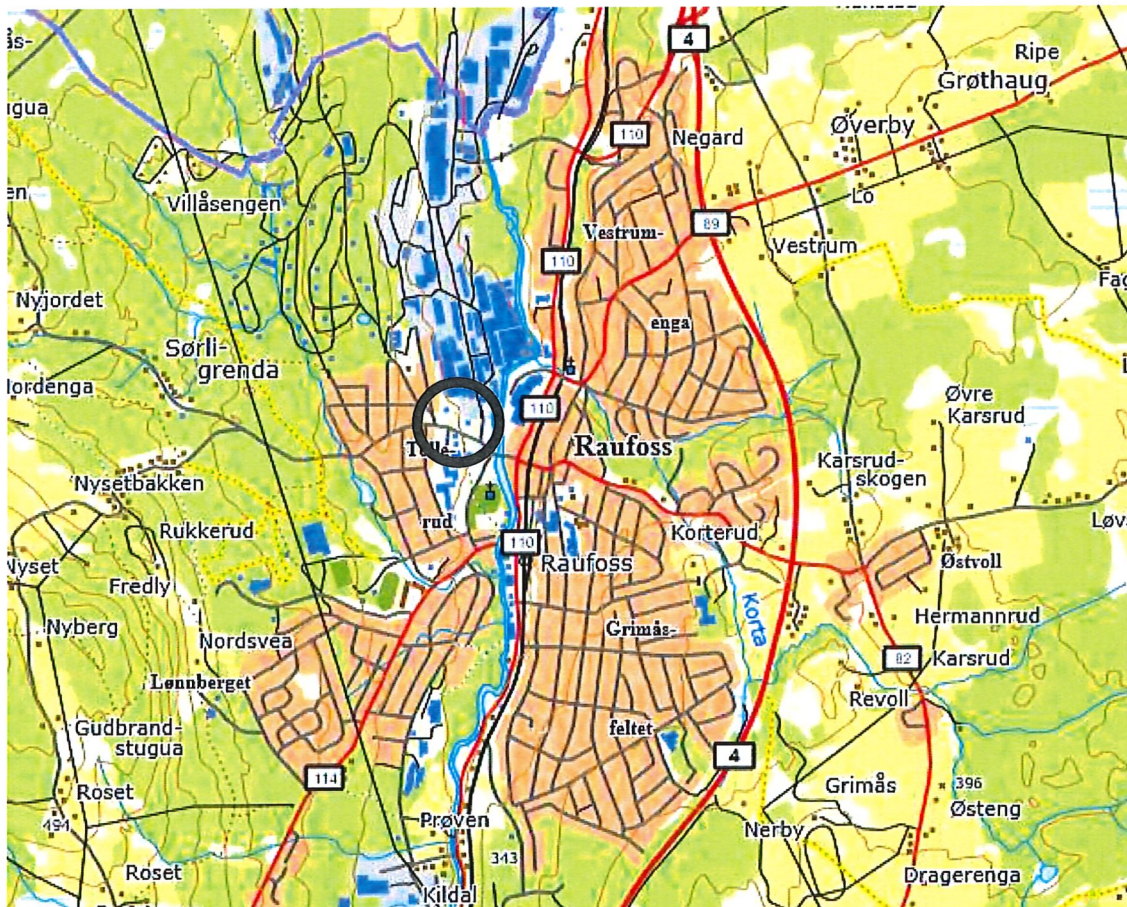 4
Ripe
Grøthaug
ugua
110
Negard
Øverby
Villåsengen
Lo
89
Vestrum-
Vestrum
110
Nyjordet
enga
Sørli-
grenda
Øvre
Karsrud
110
Raufoss
Karsrud-
skogen
Nysetbakken
rud
Rukkerud
Korterud
110
Raufoss
Østvoll
Nyset
Fredly
Korta
Hermannrud
Nyberg
Nordsvea
Grimås-
82
Karsrud
Lønnberget
Revoll
Gudbrand-
stugua
feltet
4
114
Grimås
396
Roset
Østeng
494
Prøven
Nerby
343
Roset
Dragerenga
Kildal